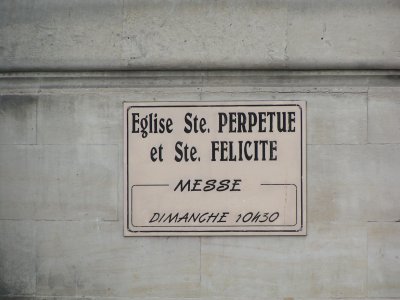 Eglise Ste. PERPETUE
et Ste. FELICITE
MESSE
DIMANCHE 10H30